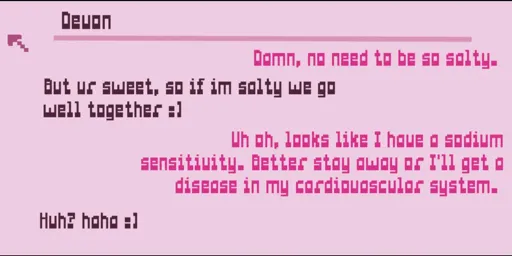 Devon
Damn, no need to be so salty.
But ur sweet, so if im salty we go
well together :)
Uh oh, looks like I have a sodium
sensitivity. Better stay away or I'll get a
disease in my cardiovascular system.
Huh? haha :)